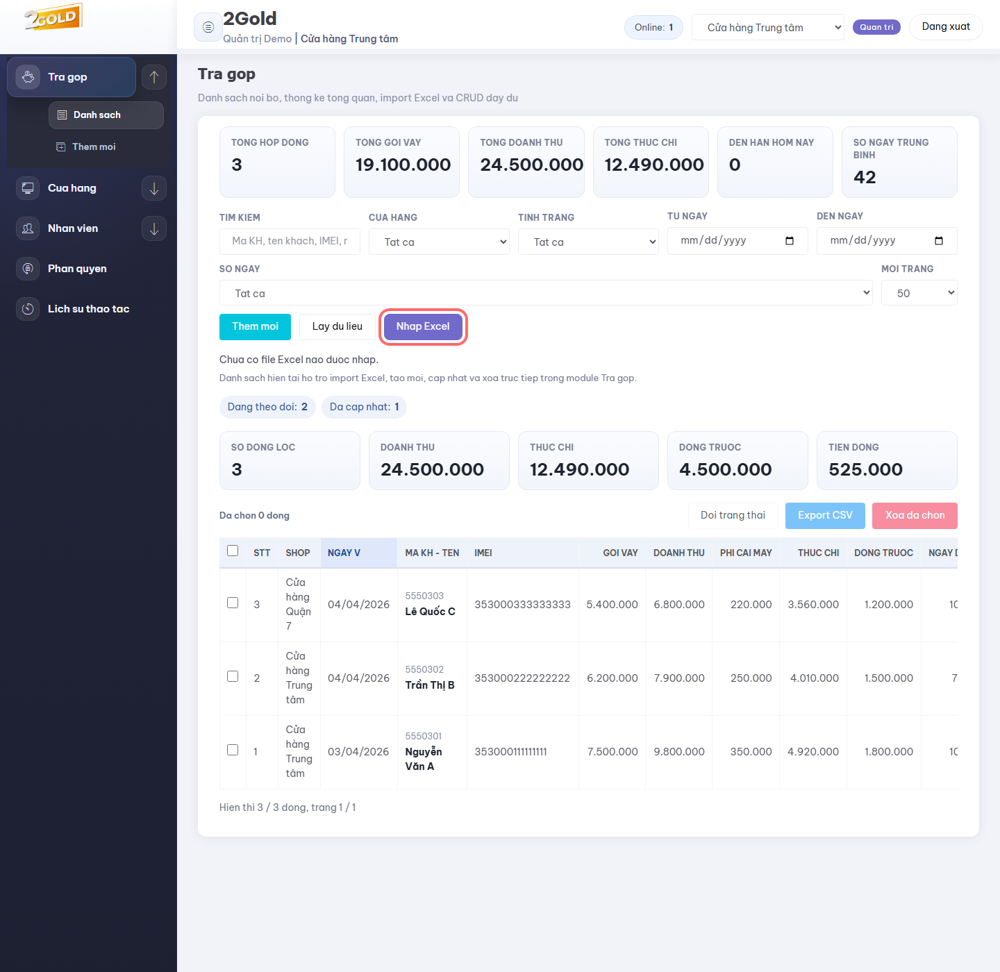 2GOLD
2Gold
Quản trị Demo | Cửa hàng Trung tâm
Online: 1
Cửa hàng Trung tâm
Quan tri
Dang xuat
Tra gop
Danh sach
Them moi
Cua hang
Nhan vien
Phan quyen
Lich su thao tac
Tra gop
Danh sach noi bo, thong ke tong quan, import Excel va CRUD day du
TONG HOP DONG
3
TONG GOI VAY
19.100.000
TONG DOANH THU
24.500.000
TONG THUC CHI
12.490.000
DEN HAN HOM NAY
0
SO NGAY TRUNG
BINH
42
TIM KIEM
Ma KH, ten khach, IMEI, r
CUA HANG
Tat ca
TINH TRANG
Tat ca
TU NGAY
mm/dd/yyyy
DEN NGAY
mm/dd/yyyy
SO NGAY
Tat ca
MOI TRANG
50
Them moi
Lay du lieu
Nhap Excel
Chua co file Excel nao duoc nhap.
Danh sach hien tai ho tro import Excel, tao moi, cap nhat va xoa truc tiep trong module Tra gop.
Dang theo doi: 2
Da cap nhat: 1
SO DONG LOC
3
DOANH THU
24.500.000
THUC CHI
12.490.000
DONG TRUOC
4.500.000
TIEN DONG
525.000
Da chon 0 dong
Doi trang thai
Export CSV
Xoa da chon
STT SHOP NGAY V MA KH - TEN IMEI GOI VAY DOANH THU PHI CAI MAY THUC CHI DONG TRUOC NGAY D
3 Cửa hàng Quận 7 04/04/2026 5550303 Lê Quốc C 353000333333333 5.400.000 6.800.000 220.000 3.560.000 1.200.000 10
2 Cửa hàng Trung tâm 04/04/2026 5550302 Trần Thị B 353000222222222 6.200.000 7.900.000 250.000 4.010.000 1.500.000 7
1 Cửa hàng Trung tâm 03/04/2026 5550301 Nguyễn Văn A 353000111111111 7.500.000 9.800.000 350.000 4.920.000 1.800.000 10
Hien thi 3 / 3 dong, trang 1 / 1